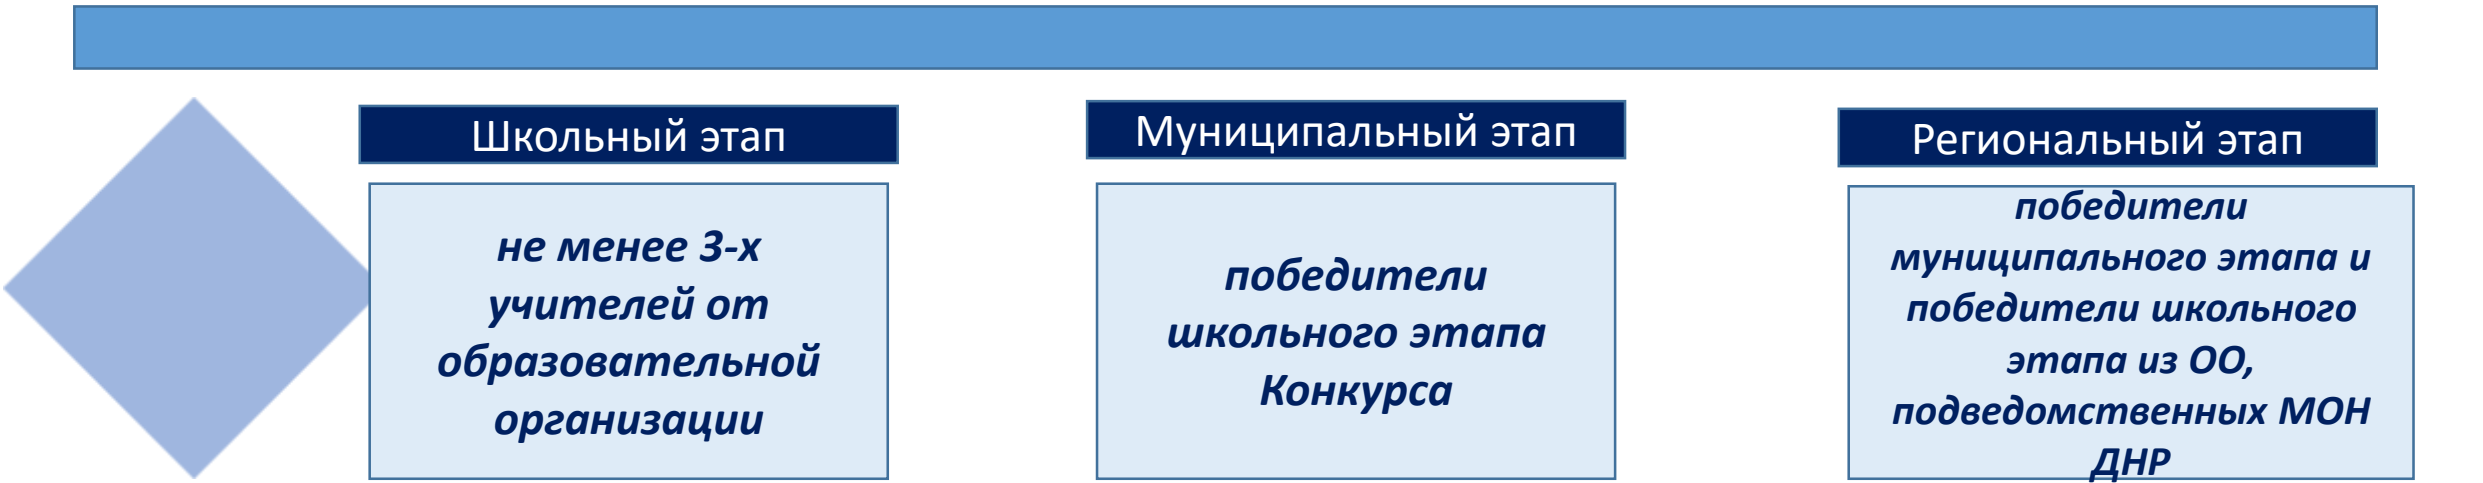 Школьный этап
не менее 3-х
учителей от
образовательной
организации
Муниципальный этап
победители
школьного этапа
Конкурса
Региональный этап
победители
муниципального этапа и
победители школьного
этапа из ОО,
подведомственных МОН
ДНР